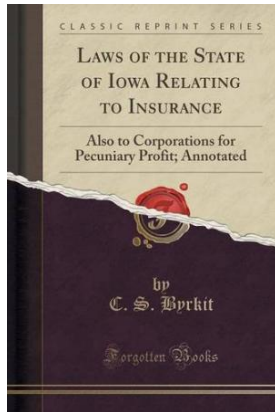 CLASSIC REPRINT SERIES
LAWS OF THE STATE
OF IOWA RELATING
TO INSURANCE
Also to Corporations for
Pecuniary Profit; Annotated
by
C. S. Byrkit
Forgotten Books